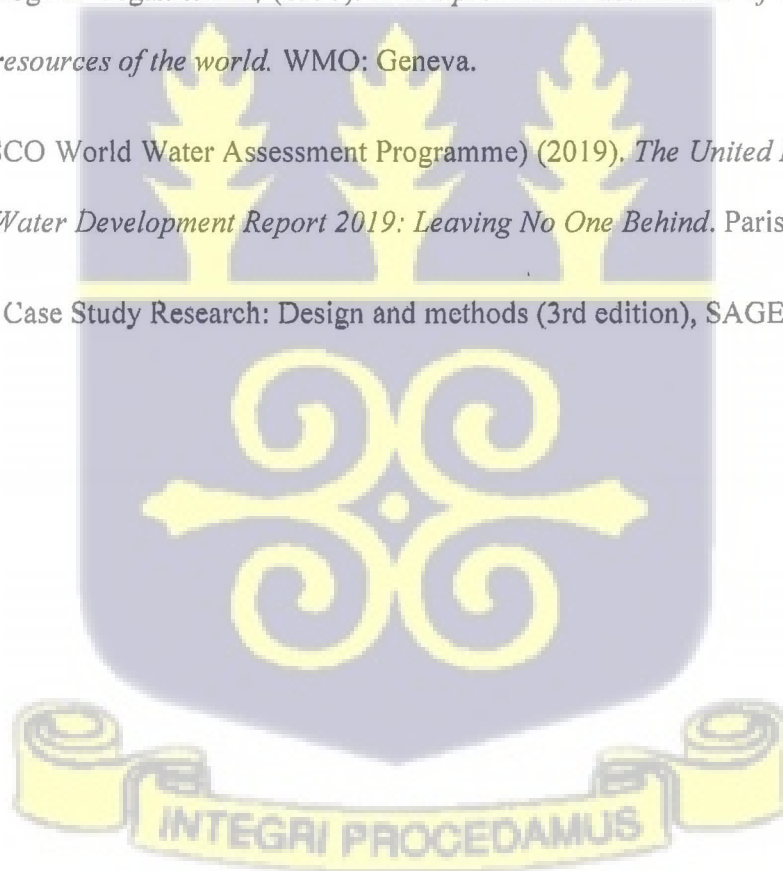 resources of the world. WMO: Geneva.
SCO World Water Assessment Programme) (2019). The United
Water Development Report 2019: Leaving No One Behind. Paris
Case Study Research: Design and methods (3rd edition), SAGE
INTEGRI PROCEDAMUS